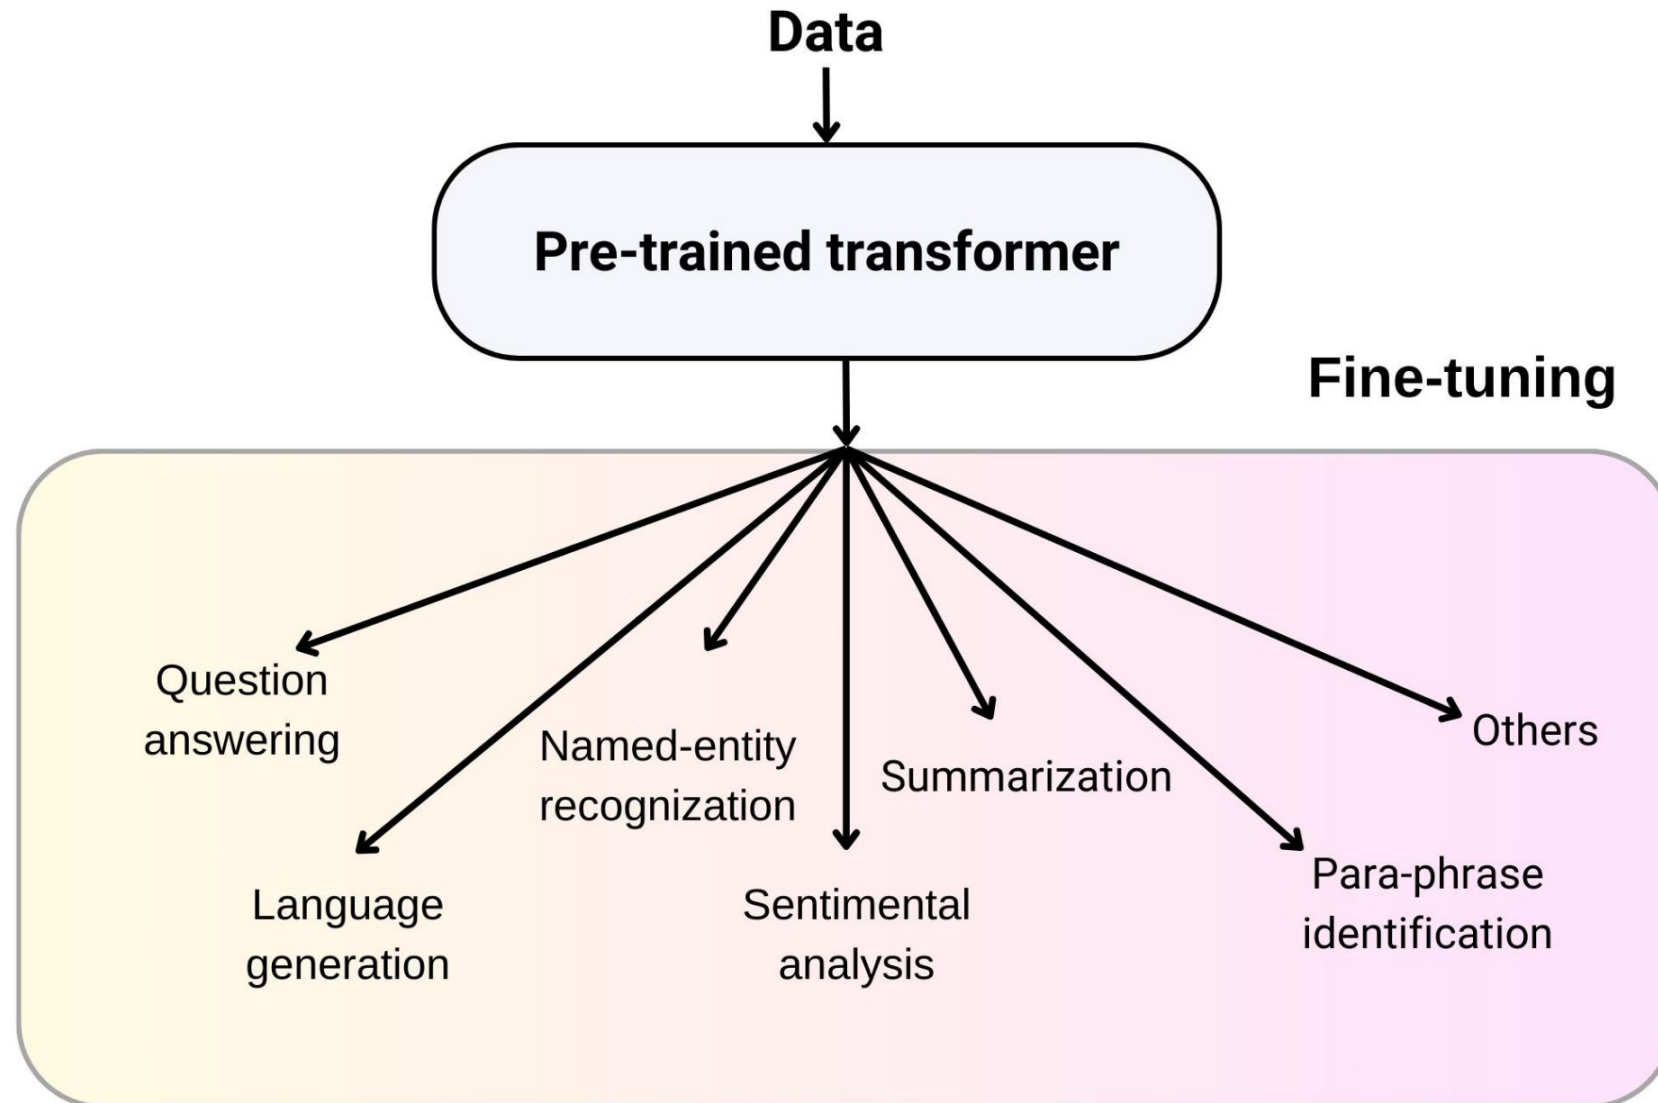 Data
Pre-trained transformer
Fine-tuning
Question
answering
Named-entity
recognization
Summarization
Others
Language
generation
Sentimental
analysis
Para-phrase
identification